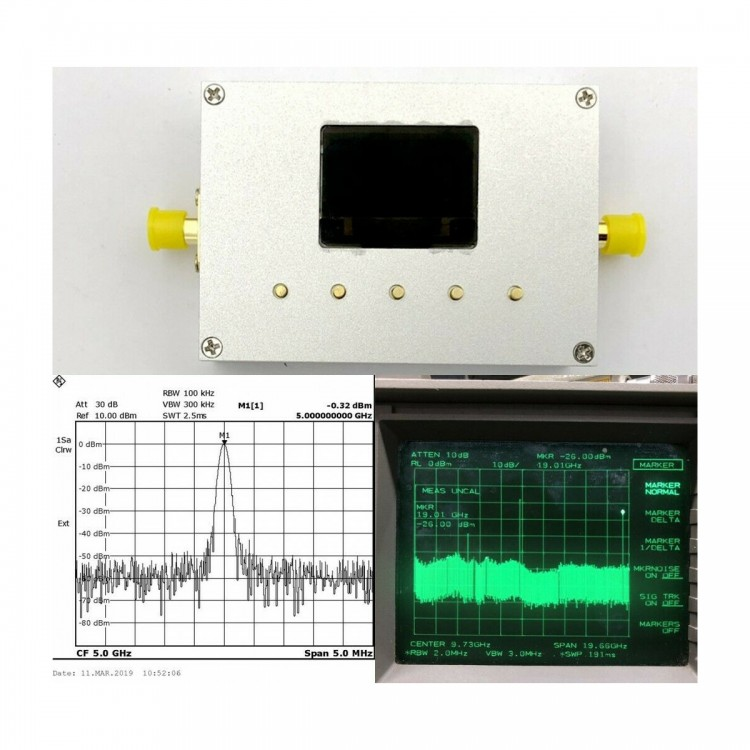 RBW 100 kHz
Att 30 dB VBW 300 kHz M1[1] -0.32 dBm
Ref 10.00 dBm SWT 2.5ms 5.000000000 GHz
M1
1Sa
Clrw
0 dBm
-10 dBm
-20 dBm
-30 dBm
Ext
-40 dBm
-50 dBm
-60 dBm
-70 dBm
-80 dBm
CF 5.0 GHz Span 5.0 MHz
Date: 11.MAR.2019 10:52:06
ATTEN 10dB MKR -26.00dBm
RL 0dBm 10dB/ 19.01GHz
MARKER
MARKER
NORMAL
MEAS UNCAL
MKR
19.01 GHz
-26.00 dBm
MARKER
DELTA
MARKER
1/DELTA
MKRNOISE
ON OFF
SIG TRK
ON OFF
MARKERS
OFF
CENTER 9.73GHz SPAN 19.66GHz
*RBW 2.0MHz VBW 3.0MHz *SWP 191ms